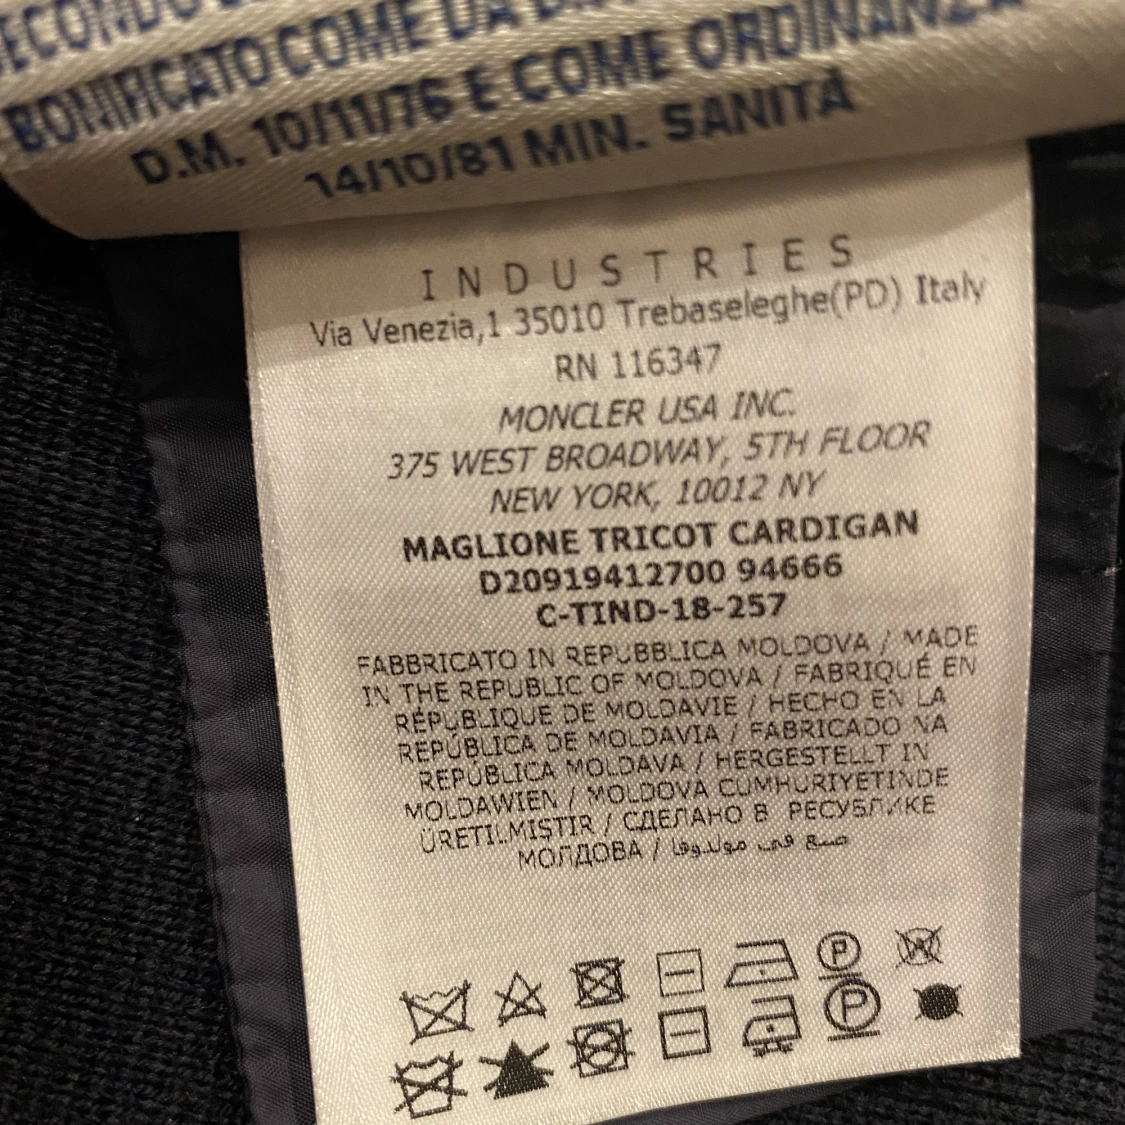 SECONDO
BONIFICATO COME DA D.
D.M. 10/11/76 E COME ORDINANZA
14/10/81 MIN. SANITÀ
INDUSTRIES
Via Venezia,1 35010 Trebaseleghe(PD) Italy
RN 116347
MONCLER USA INC.
375 WEST BROADWAY, 5TH FLOOR
NEW YORK, 10012 NY
MAGLIONE TRICOT CARDIGAN
D20919412700 94666
C-TIND-18-257
FABBRICATO IN REPUBBLICA MOLDOVA / MADE
IN THE REPUBLIC OF MOLDOVA / FABRIQUÉ EN
RÉPUBLIQUE DE MOLDAVIE / HECHO EN LA
REPÚBLICA DE MOLDAVIA / FABRICADO NA
REPÚBLICA MOLDAVA / HERGESTELLT IN
MOLDAWIEN / MOLDOVA CUMHURIYETINDE
ÜRETILMIŞTIR / СДЕЛАНО В РЕСУБЛИКЕ
МОЛДОВА / صنع في مولدوفا
P W
P